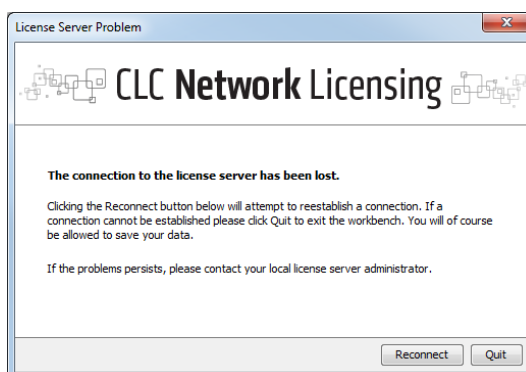 License Server Problem
CLC Network Licensing
The connection to the license server has been lost.
Clicking the Reconnect button below will attempt to reestablish a connection. If a
connection cannot be established please click Quit to exit the workbench. You will of course
be allowed to save your data.
If the problems persists, please contact your local license server administrator.
Reconnect Quit